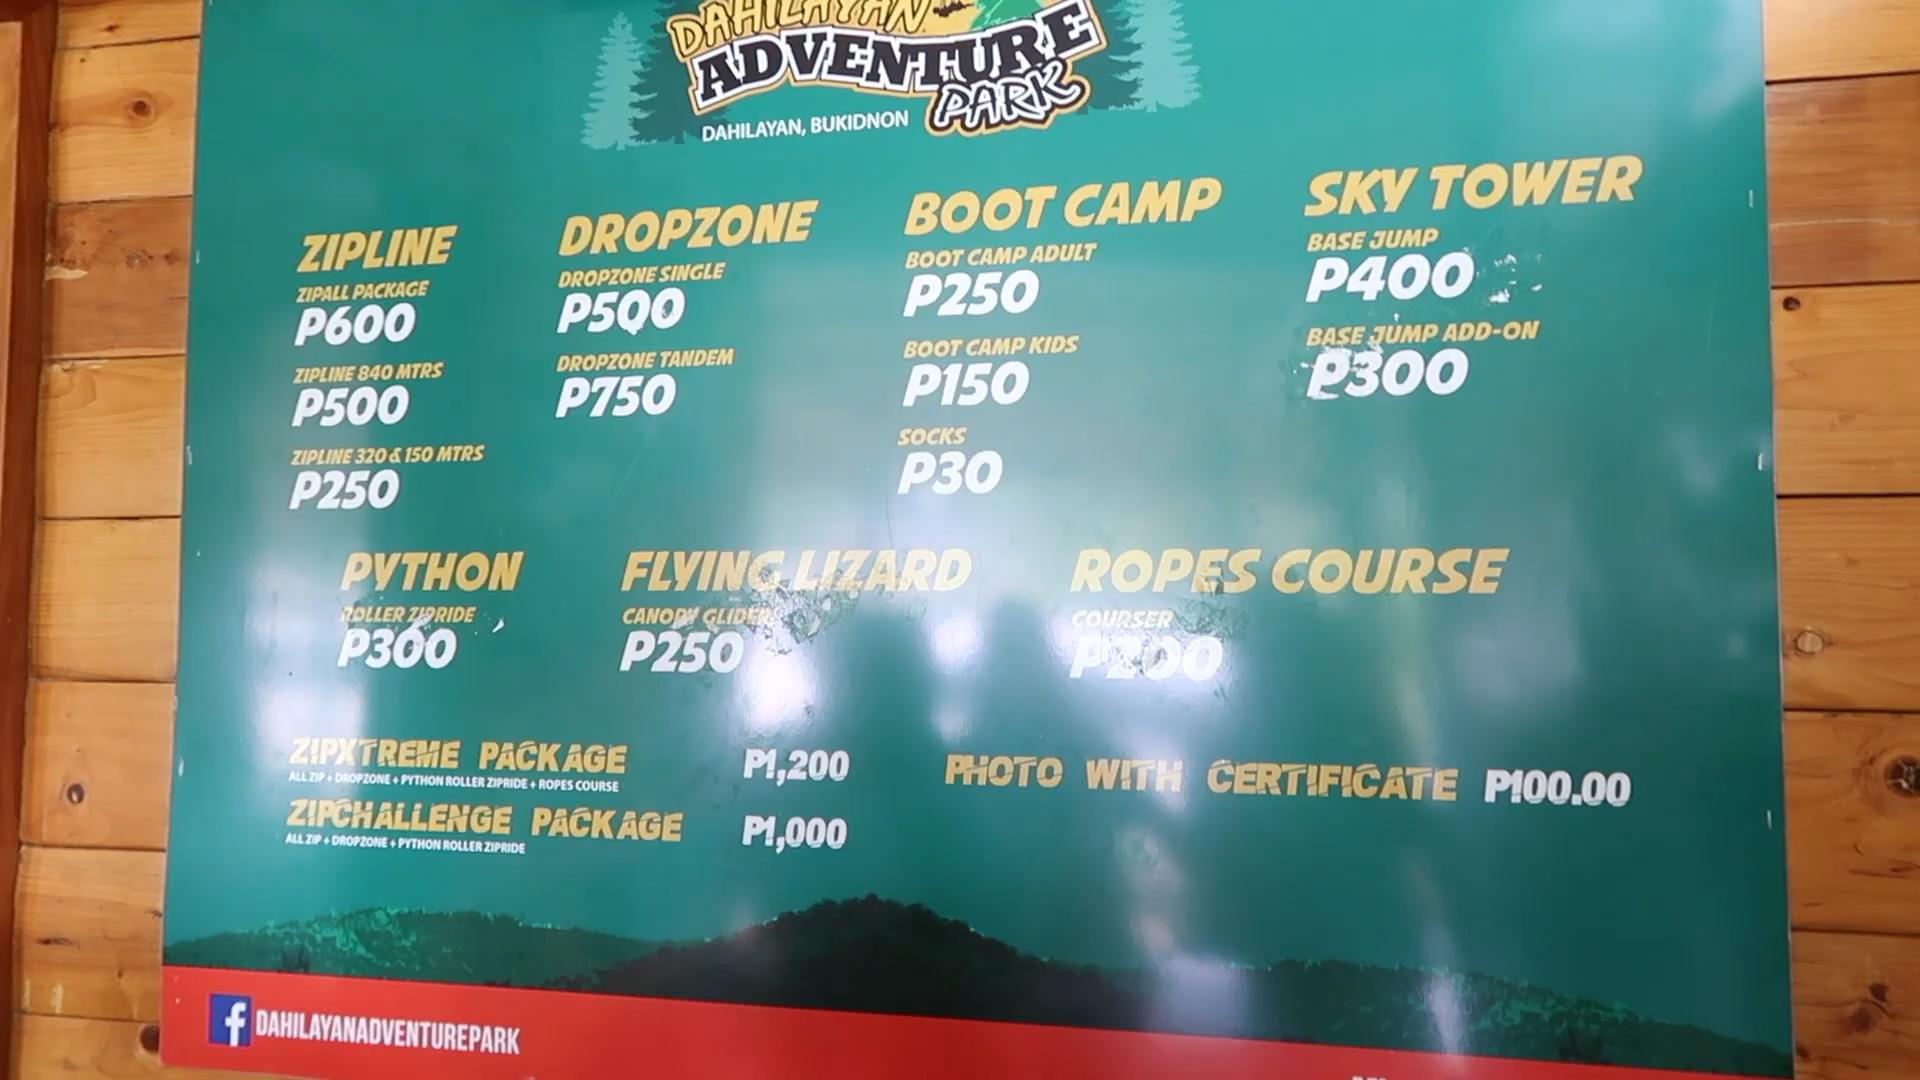 DAHILAYAN
ADVENTURE
PARK
DAHILAYAN, BUKIDNON
ZIPLINE
ZIPALL PACKAGE
P600
ZIPLINE 840 MTRS
P500
ZIPLINE 320 & 150 MTRS
P250
DROPZONE
DROPZONE SINGLE
P500
DROPZONE TANDEM
P750
BOOT CAMP
BOOT CAMP ADULT
P250
BOOT CAMP KIDS
P150
SOCKS
P30
SKY TOWER
BASE JUMP
P400
BASE JUMP ADD-ON
P300
PYTHON
ROLLER ZIPRIDE
P300
FLYING LIZARD
CANOPY GLIDER
P250
ROPES COURSE
COURSER
P200
ZIPXTREME PACKAGE P1,200
ALL ZIP + DROPZONE + PYTHON ROLLER ZIPRIDE + ROPES COURSE
ZIPCHALLENGE PACKAGE P1,000
ALL ZIP + DROPZONE + PYTHON ROLLER ZIPRIDE
PHOTO WITH CERTIFICATE P100.00
f DAHILAYANADVENTUREPARK